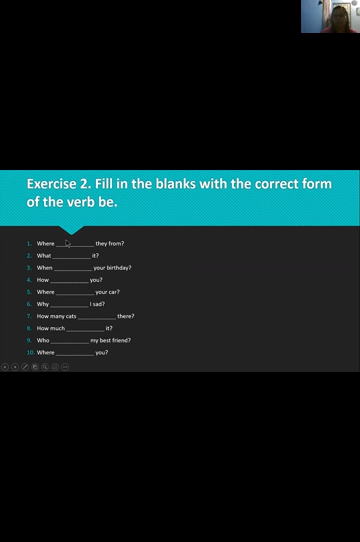 Exercise 2. Fill in the blanks with the correct form
of the verb be.
1. Where ____________ they from?
2. What ____________ it?
3. When ____________ your birthday?
4. How ____________ you?
5. Where ____________ your car?
6. Why ____________ I sad?
7. How many cats ____________ there?
8. How much ____________ it?
9. Who ____________ my best friend?
10. Where ____________ you?